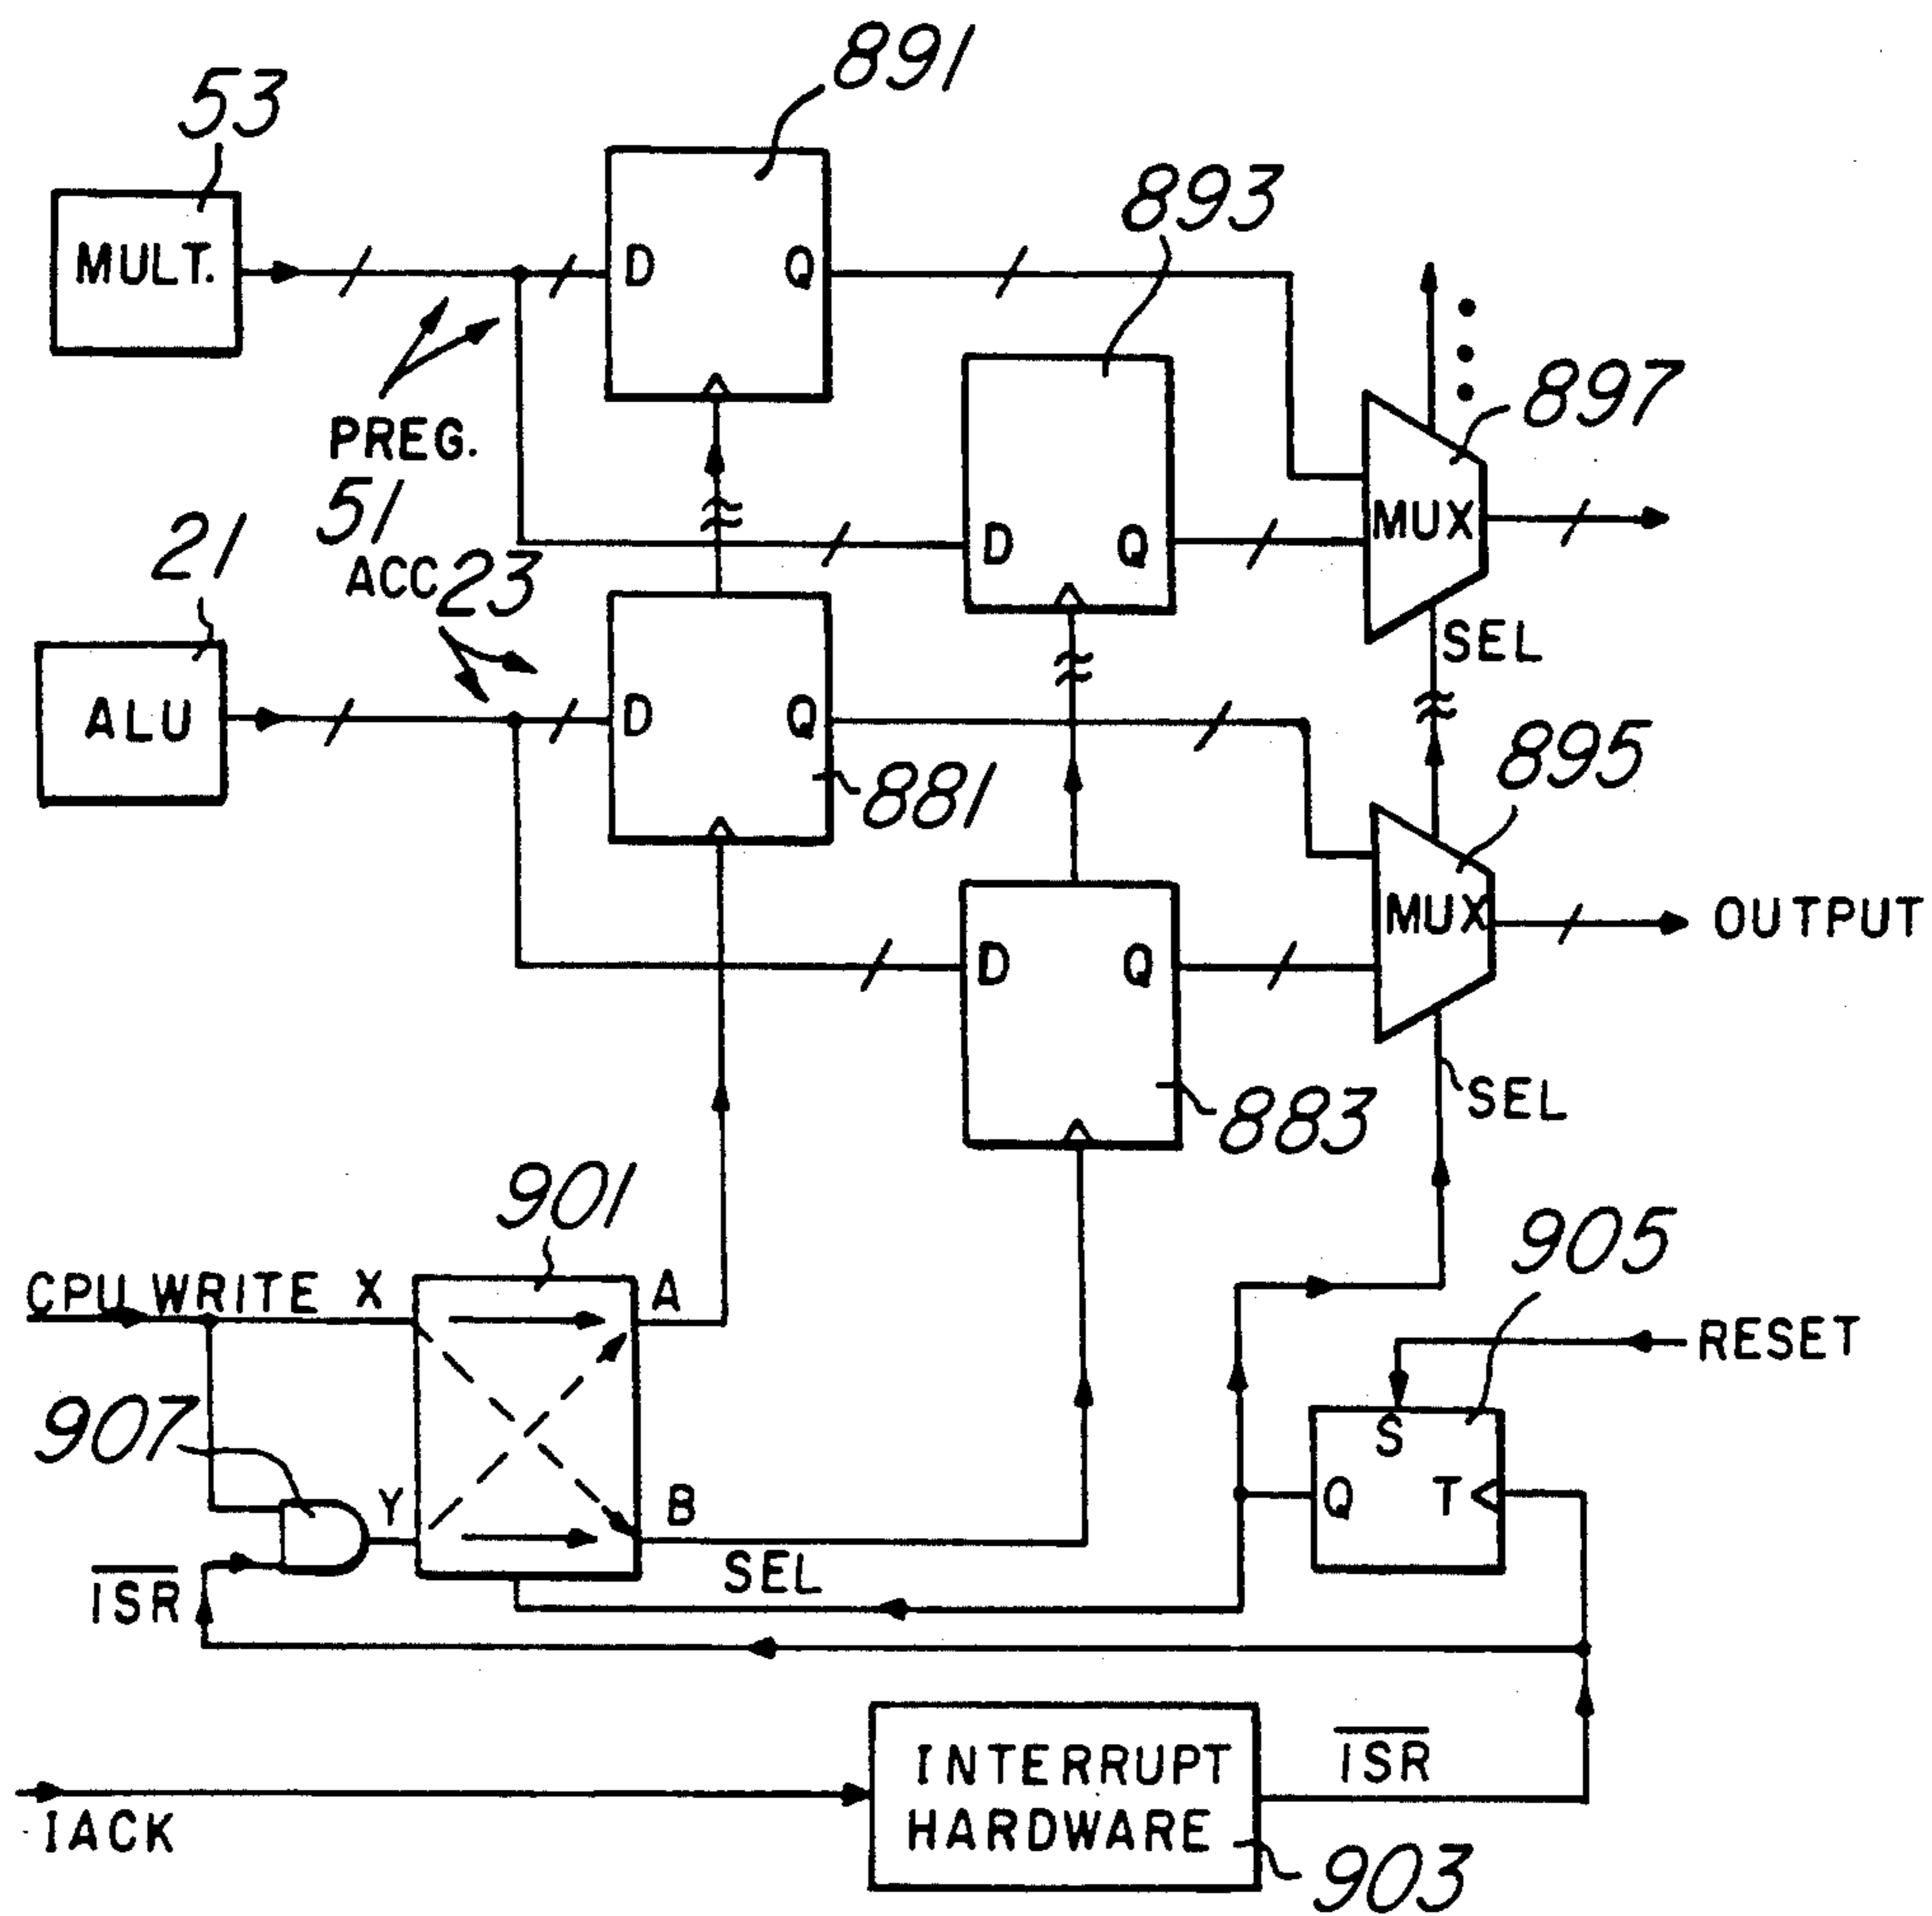 891
53
893
MULT.
D Q
897
PREG.
51
MUX
21
D Q
ACC 23
SEL
ALU
D Q
895
881
MUX
OUTPUT
D Q
SEL
883
901
905
CPU WRITE X
A
RESET
907
S
Y
B
Q T
SEL
ISR
INTERRUPT
HARDWARE
ISR
IACK
903